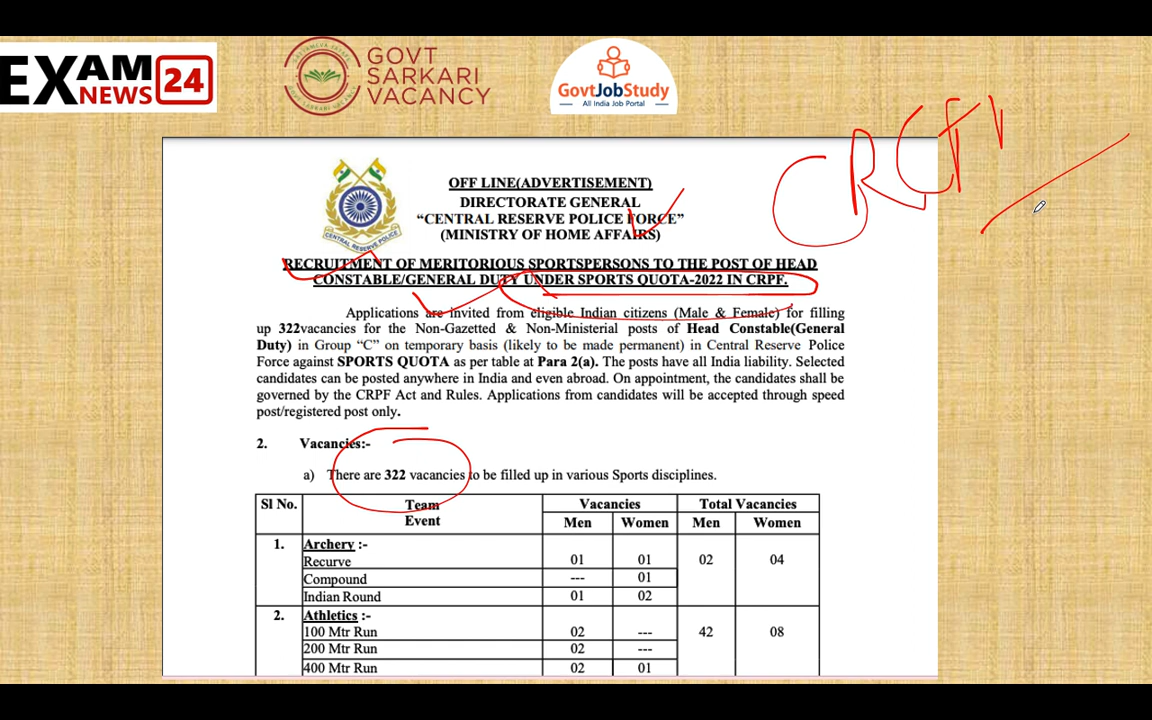 EXAM
NEWS 24
GOVT
SARKARI
VACANCY
GovtJobStudy
All India Job Portal
CENTRAL RESERVE POLICE
OFF LINE(ADVERTISEMENT)
DIRECTORATE GENERAL
“CENTRAL RESERVE POLICE FORCE”
(MINISTRY OF HOME AFFAIRS)
RECRUITMENT OF MERITORIOUS SPORTSPERSONS TO THE POST OF HEAD
CONSTABLE/GENERAL DUTY UNDER SPORTS QUOTA-2022 IN CRPF.
Applications are invited from eligible Indian citizens (Male & Female) for filling
up 322vacancies for the Non-Gazetted & Non-Ministerial posts of Head Constable(General
Duty) in Group “C” on temporary basis (likely to be made permanent) in Central Reserve Police
Force against SPORTS QUOTA as per table at Para 2(a). The posts have all India liability. Selected
candidates can be posted anywhere in India and even abroad. On appointment, the candidates shall be
governed by the CRPF Act and Rules. Applications from candidates will be accepted through speed
post/registered post only.
2. Vacancies:-
a) There are 322 vacancies to be filled up in various Sports disciplines.
Sl No. Team Event Vacancies Total Vacancies
Men Women Men Women
1. Archery :-
Recurve 01 01 02 04
Compound --- 01
Indian Round 01 02
2. Athletics :-
100 Mtr Run 02 --- 42 08
200 Mtr Run 02 ---
400 Mtr Run 02 01